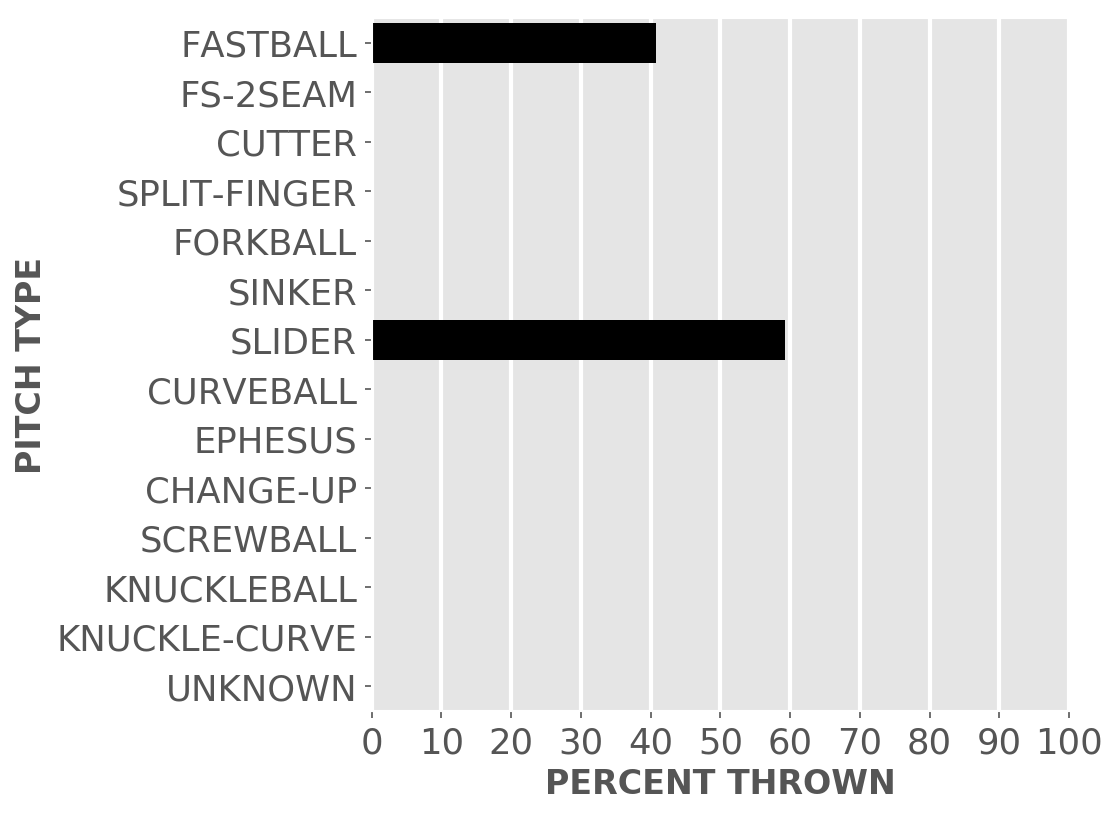 FASTBALL
FS-2SEAM
CUTTER
SPLIT-FINGER
FORKBALL
SINKER
SLIDER
CURVEBALL
EPHESUS
CHANGE-UP
SCREWBALL
KNUCKLEBALL
KNUCKLE-CURVE
UNKNOWN
PITCH TYPE
0 10 20 30 40 50 60 70 80 90 100
PERCENT THROWN